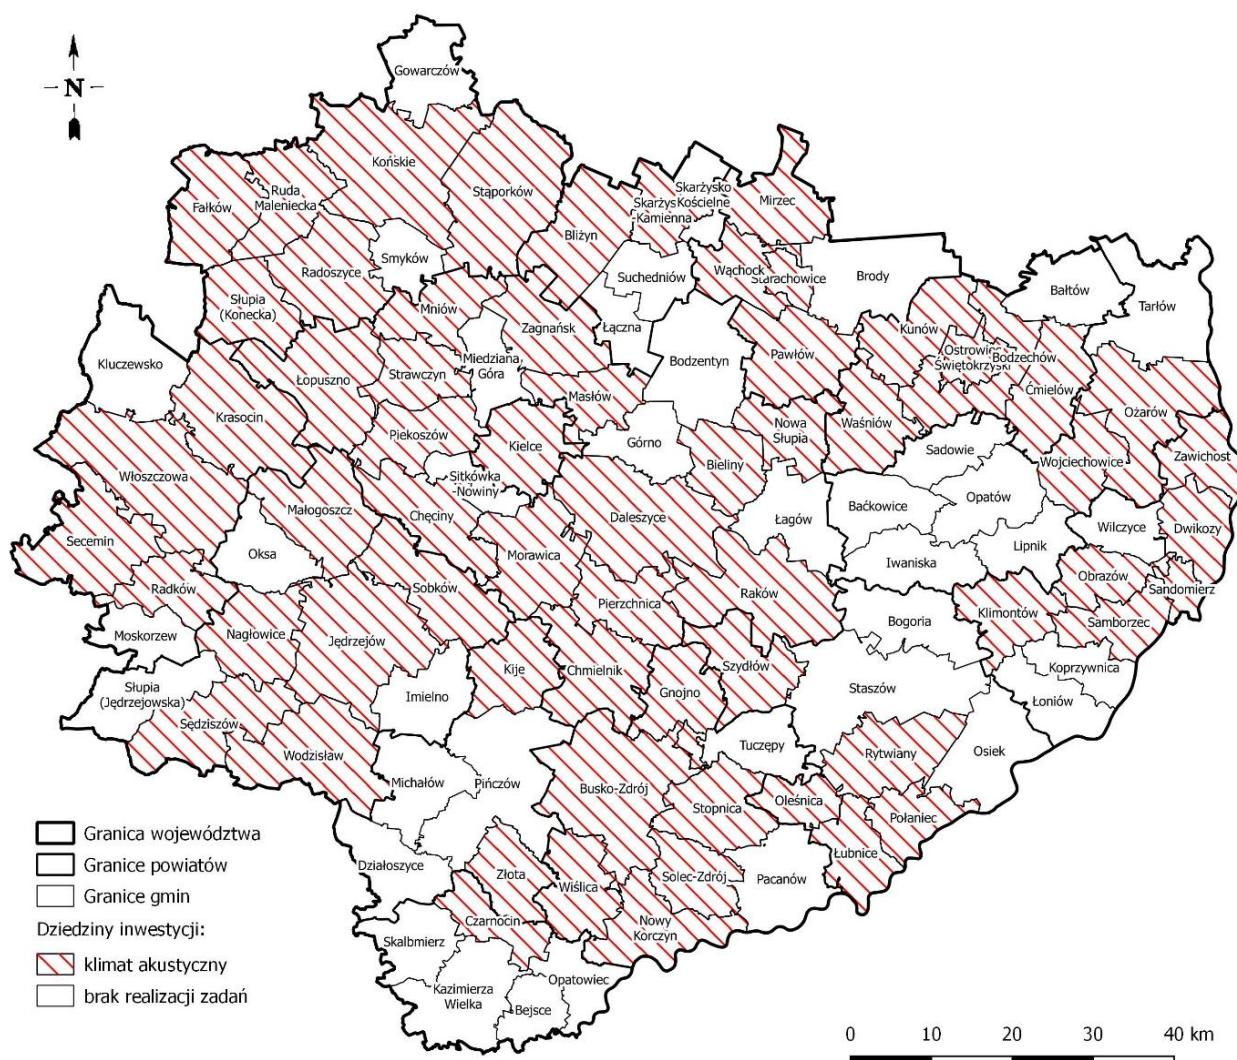 Gowarczów
N
Końskie
Stąporków
Ruda
Maleniecka
Fałków
Skarżysko
Kościelne
Skarżys
-Kamienna
Mirzec
Bliżyn
Smyków
Radoszyce
Suchedniów
Wąchock
Starachowice
Brody
Bałtów
Tarłów
Słupia
(Konecka)
Mniów
Zagnańsk
Łączna
Kunów
Kluczewsko
Miedziana
Góra
Bodzentyn
Pawłów
Ostrowiec
Świętokrzyski
Bodzechów
Łopuszno
Strawczyn
Ćmielów
Masłów
Ożarów
Krasocin
Nowa
Słupia
Waśniów
Piekoszów
Kielce
Górno
Sadowie
Zawichost
Bieliny
Wojciechowice
Włoszczowa
Sitkówka
-Nowiny
Opatów
Baćkowice
Małogoszcz
Chęciny
Daleszyce
Łagów
Wilczyce
Dwikozy
Secemin
Oksa
Morawica
Lipnik
Iwaniska
Obrazów
Radków
Sobków
Pierzchnica
Raków
Sandomierz
Klimontów
Samborzec
Moskorzew
Nagłowice
Jędrzejów
Bogoria
Kije
Chmielnik
Szydłów
Koprzywnica
Słupia
(Jędrzejowska)
Imielno
Gnojno
Staszów
Łoniów
Sędziszów
Wodzisław
Tuczępy
Rytwiany
Osiek
Michałów
Pińczów
Busko-Zdrój
Stopnica
Oleśnica
Połaniec
Granica województwa
Granice powiatów
Granice gmin
Działoszyce
Złota
Wiślica
Solec-Zdrój
Pacanów
Łubnice
Dziedziny inwestycji:
Czarnocin
Nowy
Korczyn
Skalbmierz
klimat akustyczny
brak realizacji zadań
Kazimierza
Wielka
Opatowiec
Bejsce
0 10 20 30 40 km